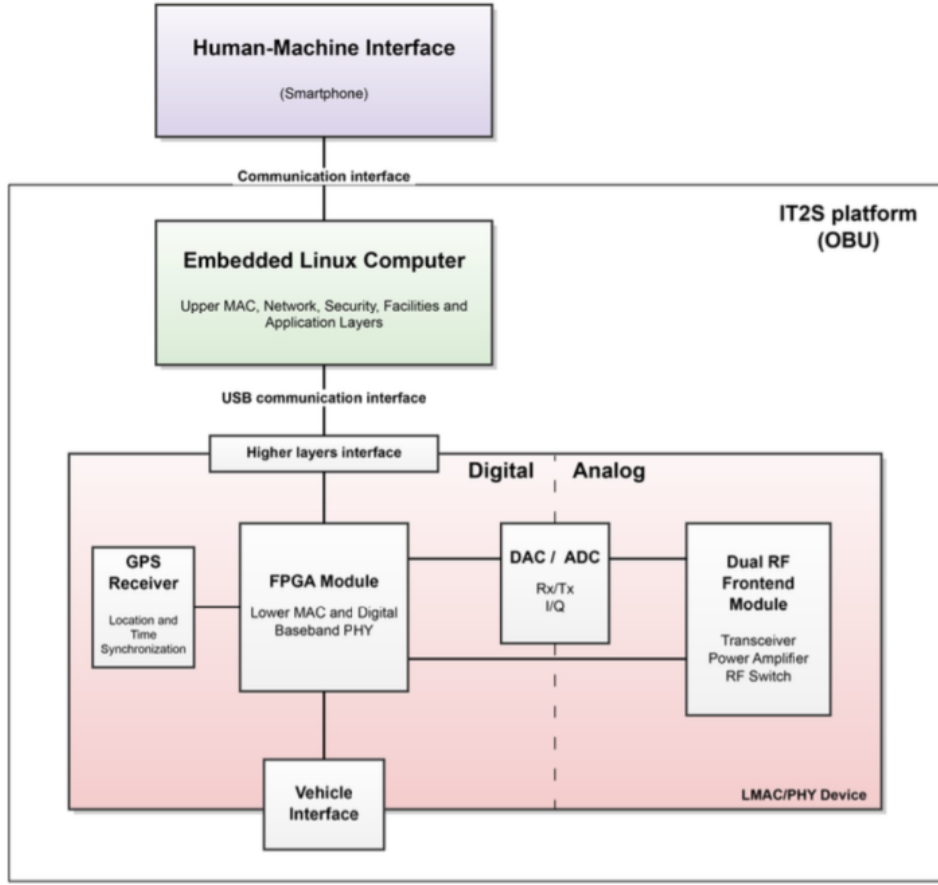 Human-Machine Interface
(Smartphone)
Communication interface
IT2S platform
(OBU)
Embedded Linux Computer
Upper MAC, Network, Security, Facilities and
Application Layers
USB communication interface
Higher layers interface
Digital
Analog
GPS
Receiver
Location and
Time
Synchronization
FPGA Module
Lower MAC and Digital
Baseband PHY
DAC / ADC
Rx/Tx
I/Q
Dual RF
Frontend
Module
Transceiver
Power Amplifier
RF Switch
Vehicle
Interface
LMAC/PHY Device